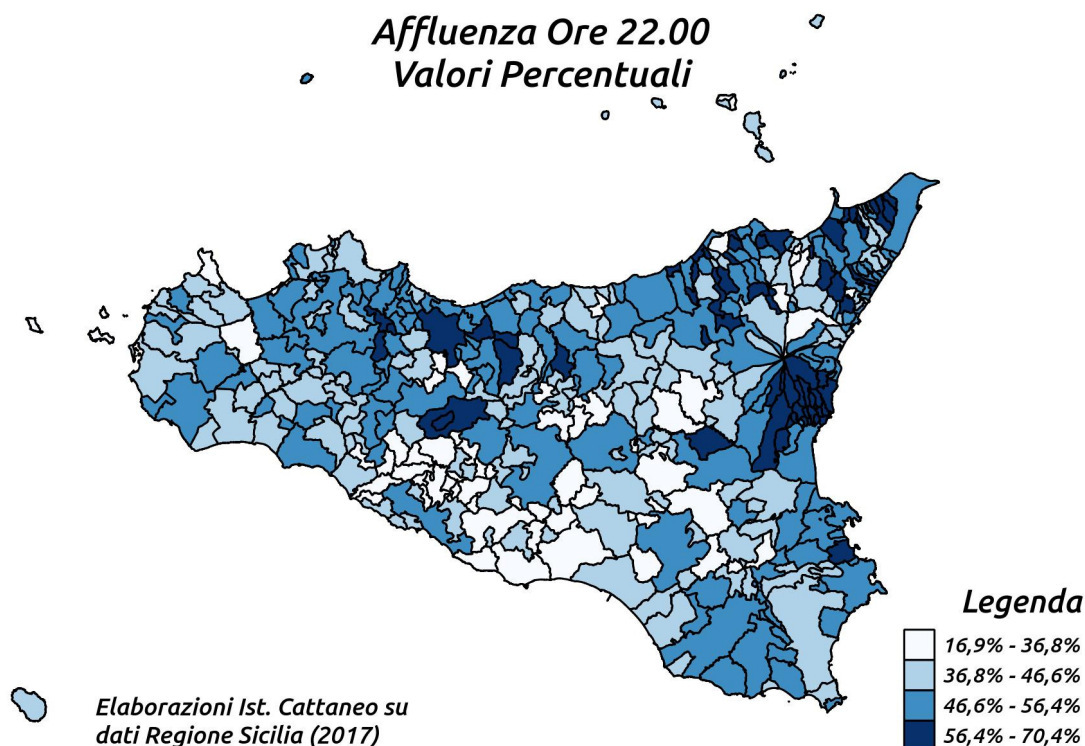 Affluenza Ore 22.00
Valori Percentuali
Legenda
16,9% - 36,8%
36,8% - 46,6%
46,6% - 56,4%
56,4% - 70,4%
Elaborazioni Ist. Cattaneo su
dati Regione Sicilia (2017)